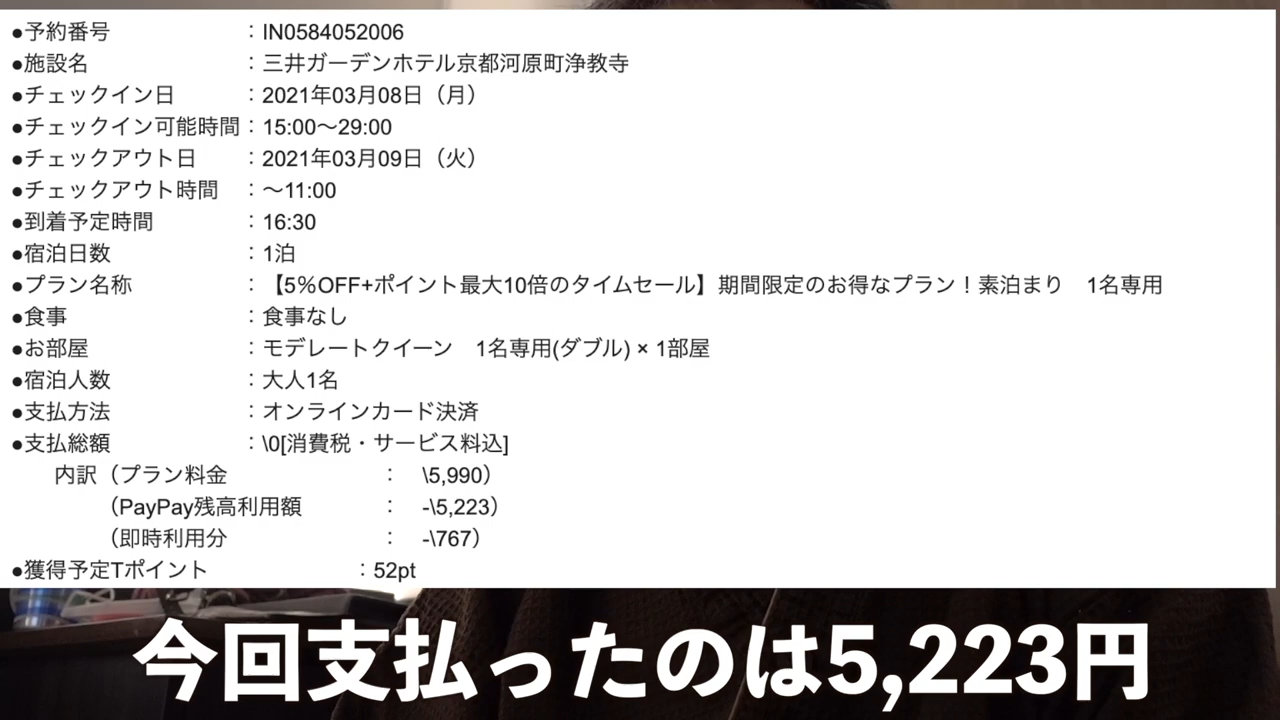 ●予約番号 : IN0584052006
●施設名 : 三井ガーデンホテル京都河原町浄教寺
●チェックイン日 : 2021年03月08日（月）
●チェックイン可能時間 : 15:00〜29:00
●チェックアウト日 : 2021年03月09日（火）
●チェックアウト時間 : 〜11:00
●到着予定時間 : 16:30
●宿泊日数 : 1泊
●プラン名称 : 【5%OFF+ポイント最大10倍のタイムセール】期間限定のお得なプラン！素泊まり　1名専用
●食事 : 食事なし
●お部屋 : モデレートクイーン　1名専用(ダブル) × 1部屋
●宿泊人数 : 大人1名
●支払方法 : オンラインカード決済
●支払総額 : \0[消費税・サービス料込]
内訳（プラン料金 : \5,990）
（PayPay残高利用額 : -\5,223）
（即時利用分 : -\767）
●獲得予定Tポイント : 52pt
今回支払ったのは5,223円